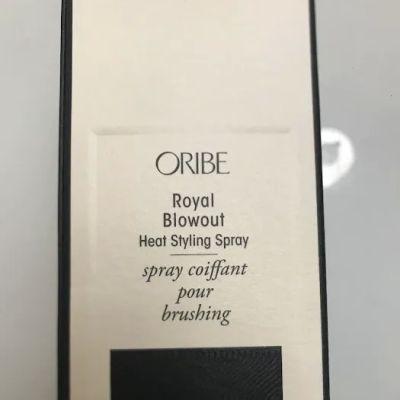 ORIBE
Royal
Blowout
Heat Styling Spray
spray coiffant
pour
brushing